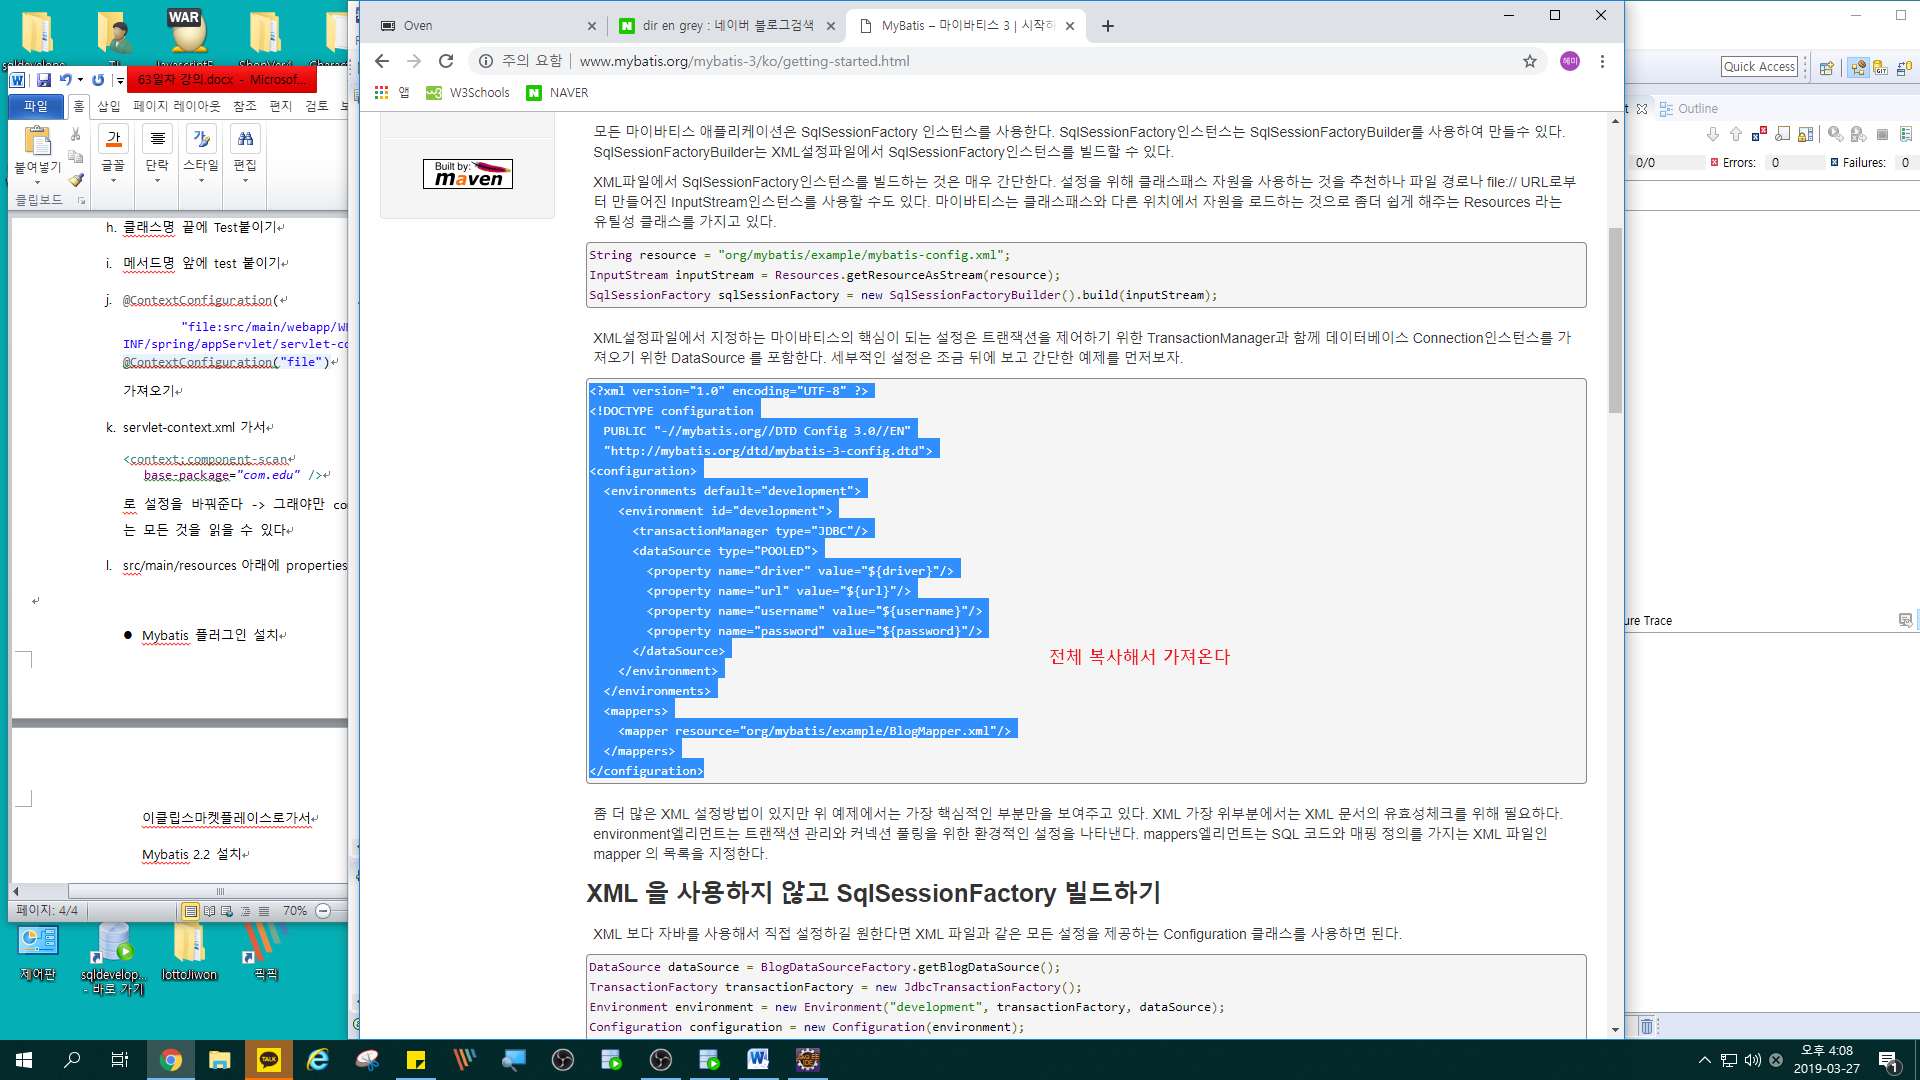 Oven
dir en grey : 네이버 블로그검색
MyBatis – 마이바티스 3 | 시작하
주의 요함
www.mybatis.org/mybatis-3/ko/getting-started.html
혜미
앱
W3Schools
NAVER
WAR
63일차 강의.docx - Microsof...
파일
홈
삽입
페이지 레이아웃
참조
편지
검토
붙여넣기
글꼴
단락
스타일
편집
클립보드
h. 클래스명 끝에 Test붙이기
i. 메서드명 앞에 test 붙이기
j. @ContextConfiguration(
"file:src/main/webapp/WE
INF/spring/appServlet/servlet-co
@ContextConfiguration("file")
가져오기
k. servlet-context.xml 가서
<context:component-scan
base-package="com.edu" />
로 설정을 바꿔준다 -> 그래야만 co
는 모든 것을 읽을 수 있다
l. src/main/resources 아래에 properties
● Mybatis 플러그인 설치
이클립스마켓플레이스로가서
Mybatis 2.2 설치
페이지: 4/4
70%
Built by:
maven
모든 마이바티스 애플리케이션은 SqlSessionFactory 인스턴스를 사용한다. SqlSessionFactory인스턴스는 SqlSessionFactoryBuilder를 사용하여 만들수 있다.
SqlSessionFactoryBuilder는 XML설정파일에서 SqlSessionFactory인스턴스를 빌드할 수 있다.
XML파일에서 SqlSessionFactory인스턴스를 빌드하는 것은 매우 간단한다. 설정을 위해 클래스패스 자원을 사용하는 것을 추천하나 파일 경로나 file:// URL로부
터 만들어진 InputStream인스턴스를 사용할 수도 있다. 마이바티스는 클래스패스와 다른 위치에서 자원을 로드하는 것으로 좀더 쉽게 해주는 Resources 라는
유틸성 클래스를 가지고 있다.
String resource = "org/mybatis/example/mybatis-config.xml";
InputStream inputStream = Resources.getResourceAsStream(resource);
SqlSessionFactory sqlSessionFactory = new SqlSessionFactoryBuilder().build(inputStream);
XML설정파일에서 지정하는 마이바티스의 핵심이 되는 설정은 트랜잭션을 제어하기 위한 TransactionManager과 함께 데이터베이스 Connection인스턴스를 가
져오기 위한 DataSource 를 포함한다. 세부적인 설정은 조금 뒤에 보고 간단한 예제를 먼저보자.
<?xml version="1.0" encoding="UTF-8" ?>
<!DOCTYPE configuration
PUBLIC "-//mybatis.org//DTD Config 3.0//EN"
"http://mybatis.org/dtd/mybatis-3-config.dtd">
<configuration>
<environments default="development">
<environment id="development">
<transactionManager type="JDBC"/>
<dataSource type="POOLED">
<property name="driver" value="${driver}"/>
<property name="url" value="${url}"/>
<property name="username" value="${username}"/>
<property name="password" value="${password}"/>
</dataSource>
</environment>
</environments>
<mappers>
<mapper resource="org/mybatis/example/BlogMapper.xml"/>
</mappers>
</configuration>
전체 복사해서 가져온다
좀 더 많은 XML 설정방법이 있지만 위 예제에서는 가장 핵심적인 부분만을 보여주고 있다. XML 가장 위부분에서는 XML 문서의 유효성체크를 위해 필요하다.
environment엘리먼트는 트랜잭션 관리와 커넥션 풀링을 위한 환경적인 설정을 나타낸다. mappers엘리먼트는 SQL 코드와 매핑 정의를 가지는 XML 파일인
mapper 의 목록을 지정한다.
XML 을 사용하지 않고 SqlSessionFactory 빌드하기
XML 보다 자바를 사용해서 직접 설정하길 원한다면 XML 파일과 같은 모든 설정을 제공하는 Configuration 클래스를 사용하면 된다.
DataSource dataSource = BlogDataSourceFactory.getBlogDataSource();
TransactionFactory transactionFactory = new JdbcTransactionFactory();
Environment environment = new Environment("development", transactionFactory, dataSource);
Configuration configuration = new Configuration(environment);
Quick Access
Outline
0/0
Errors: 0
Failures: 0
ure Trace
제어판
sqldevelop...
- 바로 가기
lottoJiwon
픽픽
TALK
오후 4:08
2019-03-27
1